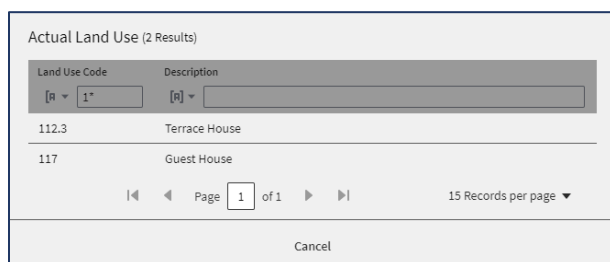 Actual Land Use (2 Results)
Land Use Code Description
[A 1* [A]
112.3 Terrace House
117 Guest House
Page 1 of 1 15 Records per page
Cancel